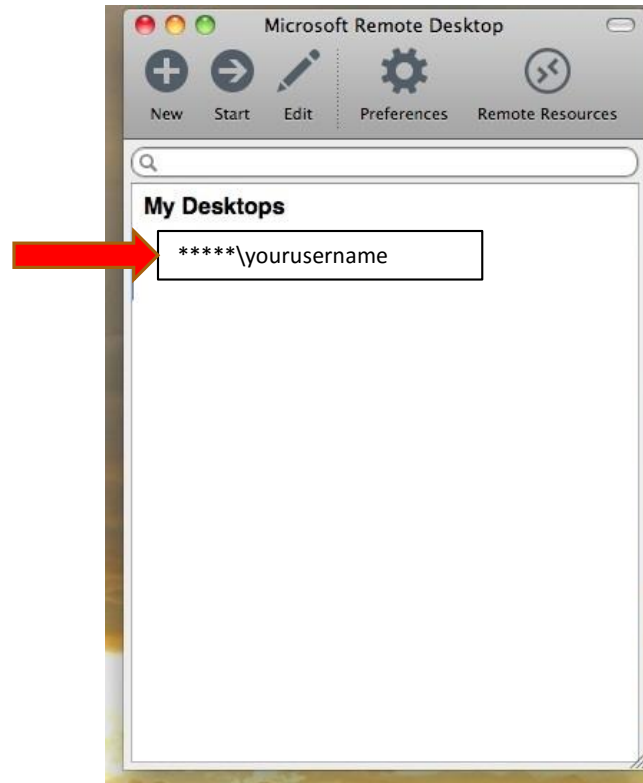 Microsoft Remote Desktop
New Start Edit Preferences Remote Resources
My Desktops
*****\yourusername